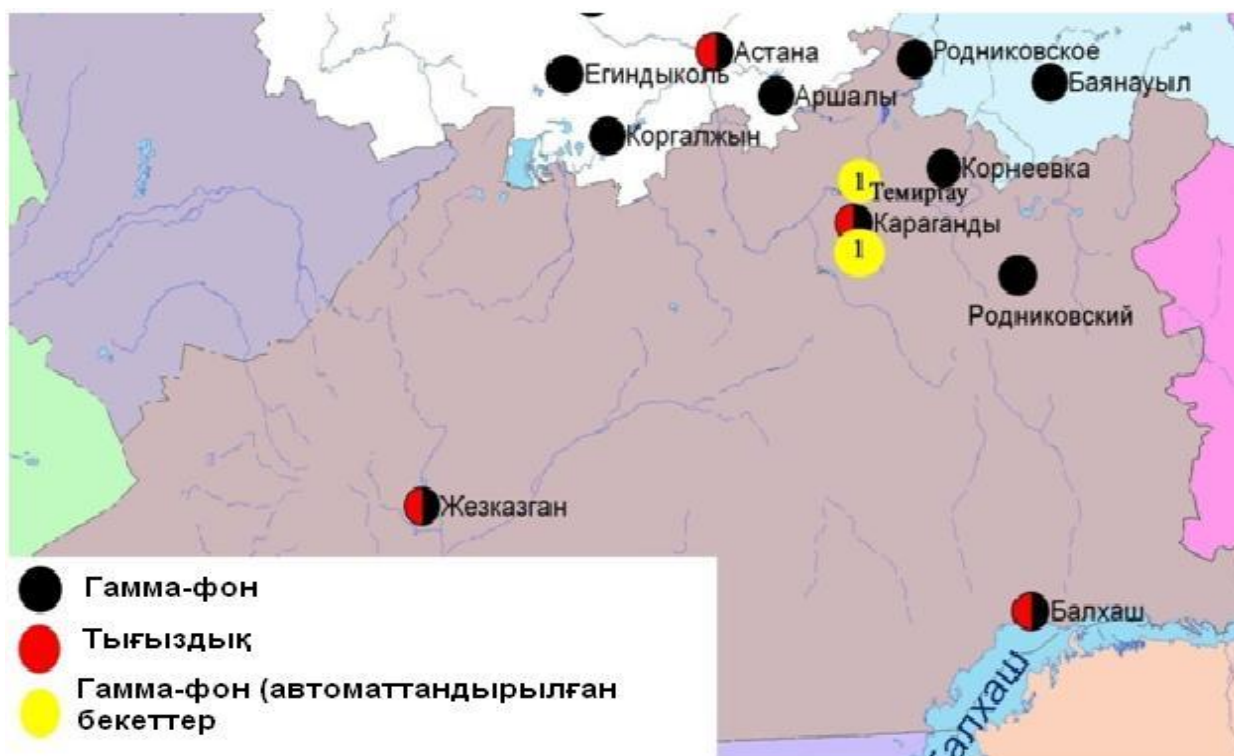 Астана
Родниковское
Егиндыколь
Баянауыл
Аршалы
Коргалжын
Корнеевка
1
Темиртау
Караганды
1
Родниковский
Жезказган
Балхаш
Балхаш
Гамма-фон
Тығыздық
Гамма-фон (автоматтандырылған
бекеттер